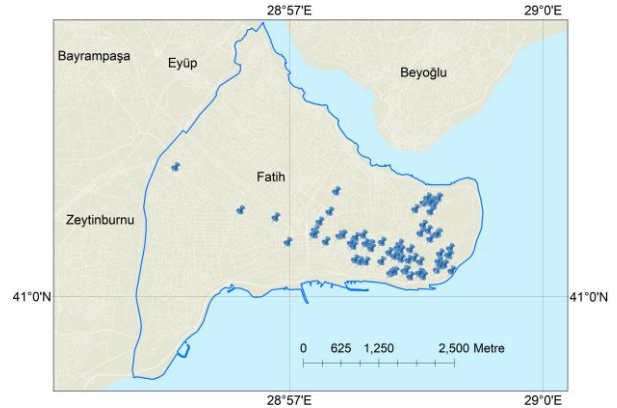 28°57'E 29°0'E
Bayrampaşa
Eyüp
Beyoğlu
Fatih
Zeytinburnu
41°0'N 41°0'N
0 625 1,250 2,500 Metre
28°57'E 29°0'E